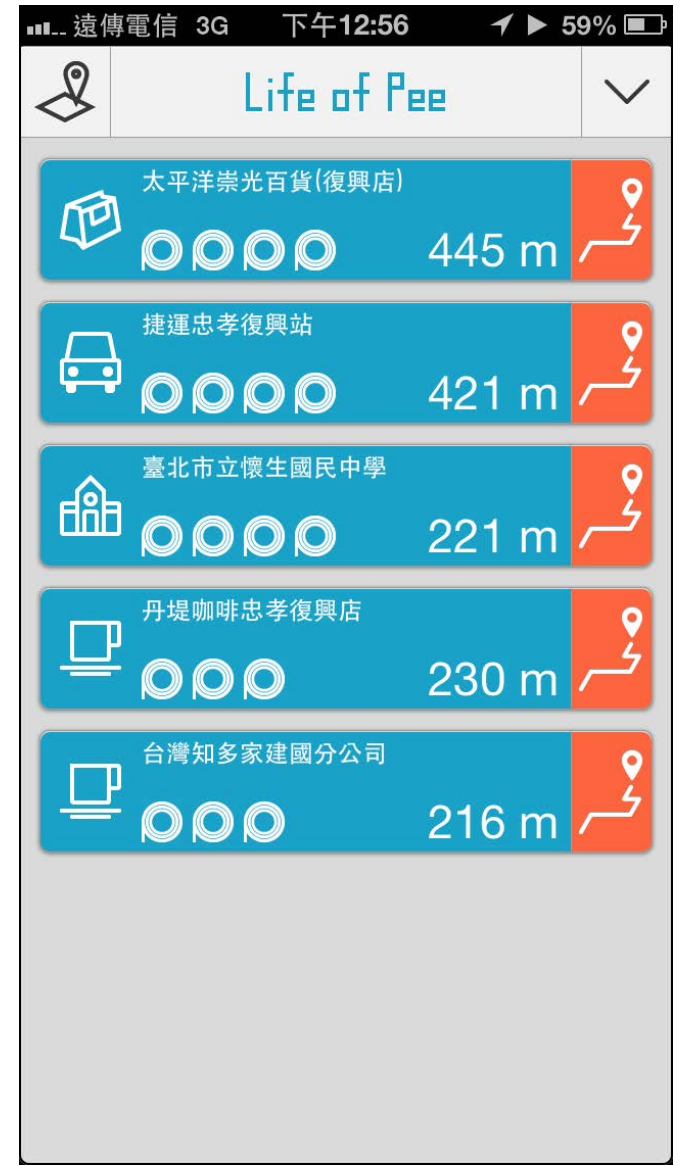 遠傳電信 3G 下午12:56 59%
Life of Pee
太平洋崇光百貨(復興店)
445 m
捷運忠孝復興站
421 m
臺北市立懷生國民中學
221 m
丹堤咖啡忠孝復興店
230 m
台灣知多家建國分公司
216 m